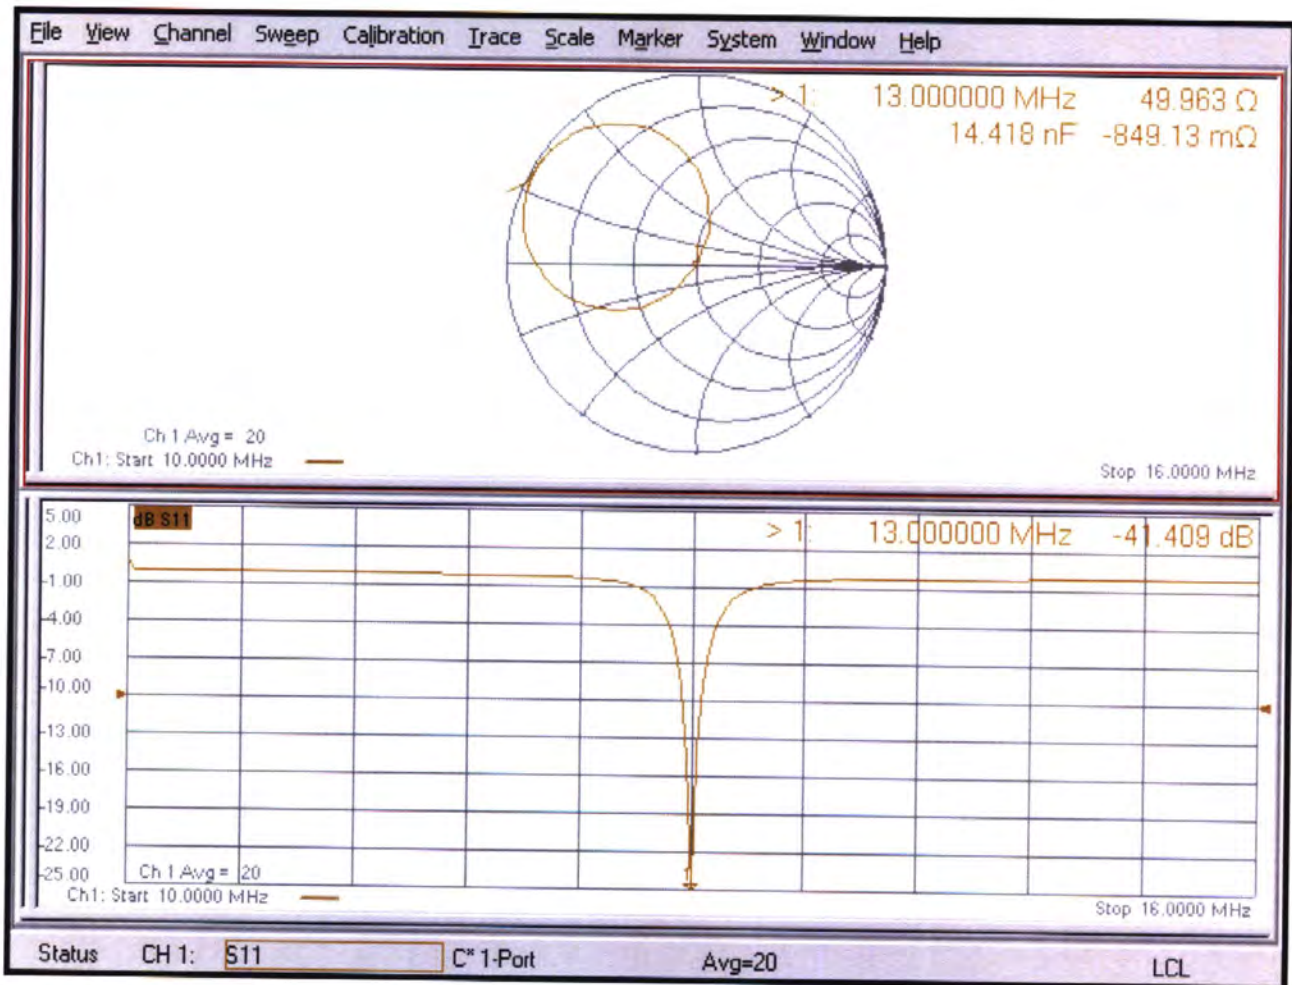 File View Channel Sweep Calibration Trace Scale Marker System Window Help
> 1: 13.000000 MHz 49.963 Ω
14.418 nF -849.13 mΩ
Ch 1 Avg = 20
Ch1: Start 10.0000 MHz
Stop 16.0000 MHz
5.00
dB S11
> 1: 13.000000 MHz -41.409 dB
2.00
-1.00
-4.00
-7.00
-10.00
-13.00
-16.00
-19.00
-22.00
-25.00
1
Ch 1 Avg = 20
Ch1: Start 10.0000 MHz
Stop 16.0000 MHz
Status CH 1: S11 C* 1-Port Avg=20 LCL